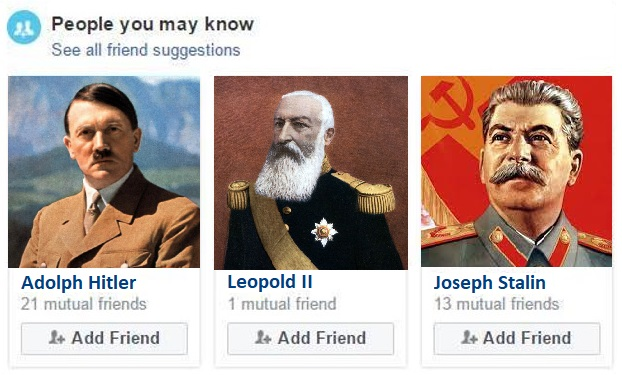 People you may know
See all friend suggestions
Adolph Hitler
21 mutual friends
Add Friend
Leopold II
1 mutual friend
Add Friend
Joseph Stalin
13 mutual friends
Add Friend